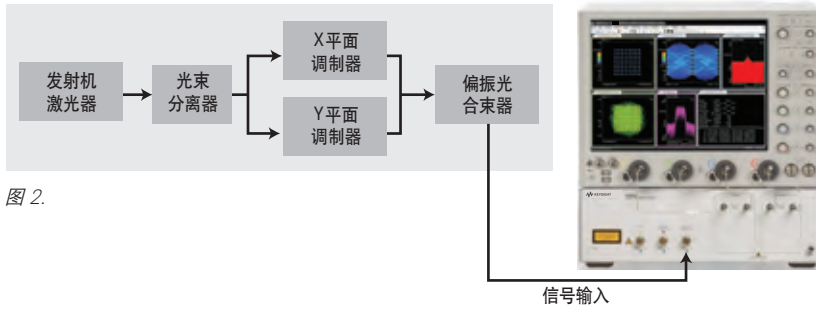 发射机
激光器
光束
分离器
X平面
调制器
Y平面
调制器
偏振光
合束器
KEYSIGHT
图 2.
信号输入